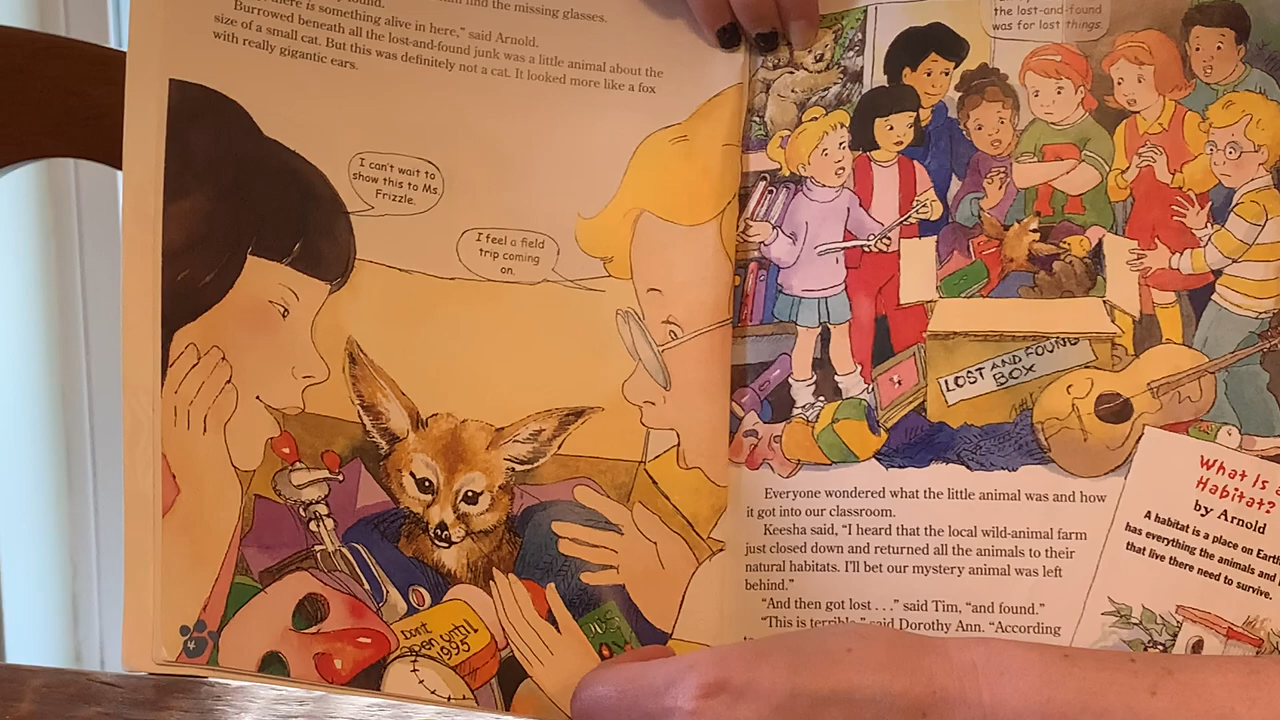 found.
find the missing glasses.
there is something alive in here," said Arnold.
Burrowed beneath all the lost-and-found junk was a little animal about the
size of a small cat. But this was definitely not a cat. It looked more like a fox
with really gigantic ears.
I can't wait to
show this to Ms.
Frizzle.
I feel a field
trip coming
on.
Don't
open until
1995
4
the lost-and-found
was for lost things.
LOST AND FOUND
BOX
Everyone wondered what the little animal was and how
it got into our classroom.
Keesha said, "I heard that the local wild-animal farm
just closed down and returned all the animals to their
natural habitats. I'll bet our mystery animal was left
behind."
"And then got lost . . ." said Tim, "and found."
"This is terrible," said Dorothy Ann. "According
What Is
Habitat?
by Arnold
A habitat is a place on Earth
has everything the animals and
that live there need to survive.